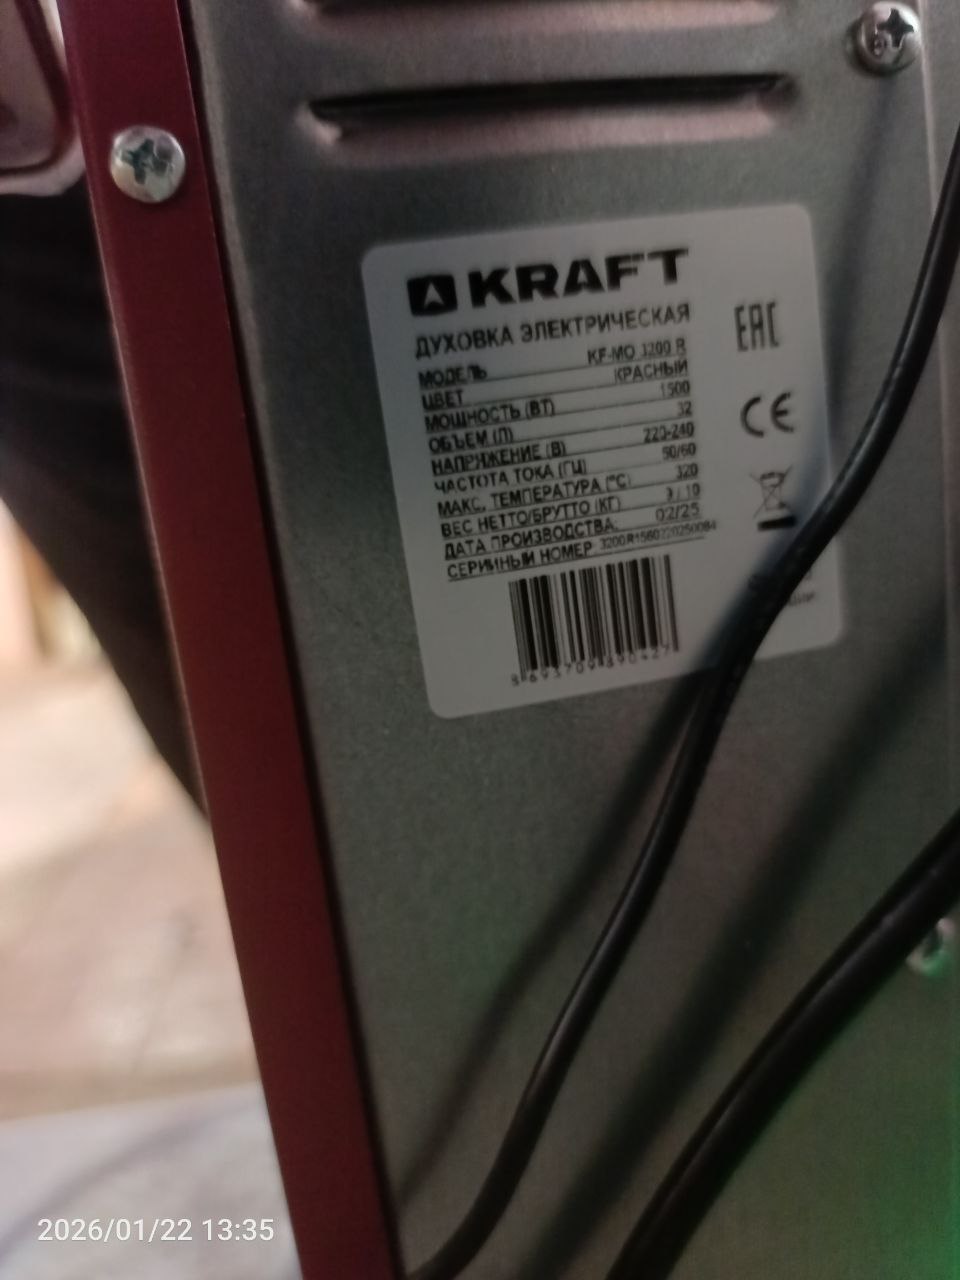 KRAFT
ДУХОВКА ЭЛЕКТРИЧЕСКАЯ
МОДЕЛЬ KF-MO 3200 R
ЦВЕТ КРАСНЫЙ
МОЩНОСТЬ (ВТ) 1500
ОБЪЕМ (Л) 32
НАПРЯЖЕНИЕ (В) 220-240
ЧАСТОТА ТОКА (ГЦ) 50/60
МАКС. ТЕМПЕРАТУРА (°С) 320
ВЕС НЕТТО/БРУТТО (КГ) 9 / 10
ДАТА ПРОИЗВОДСТВА: 02/25
СЕРИЙНЫЙ НОМЕР:
EAC
CE
2026/01/22 13:35